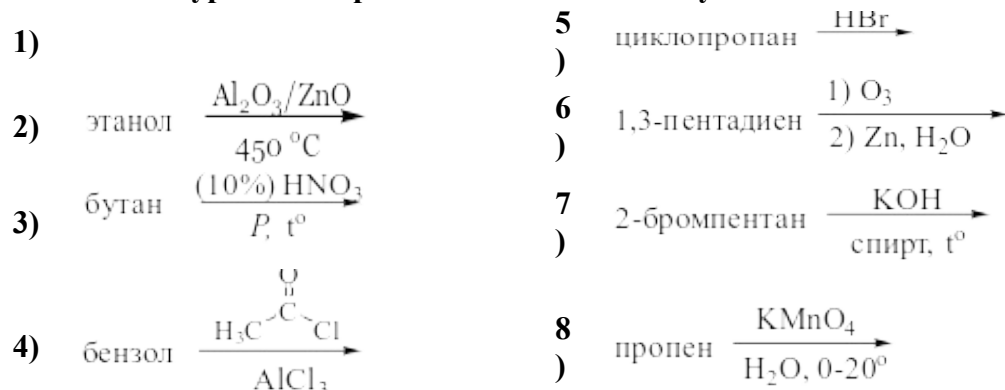 1)
2) этанол Al₂O₃/ZnO
450 °C
3) бутан (10%) HNO₃
P, t°
4) бензол H₃C C O Cl
AlCl₃
5) циклопропан HBr
6) 1,3-пентадиен 1) O₃
2) Zn, H₂O
7) 2-бромпентан KOH
спирт, t°
8) пропен KMnO₄
H₂O, 0-20°